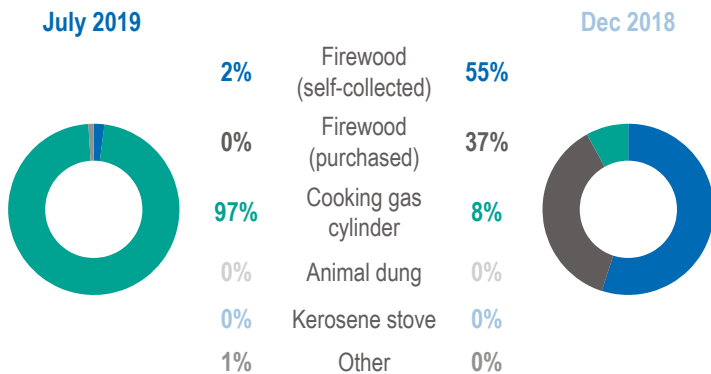 July 2019
Dec 2018
2%
Firewood
(self-collected)
55%
0%
Firewood
(purchased)
37%
97%
Cooking gas
cylinder
8%
0%
Animal dung
0%
0%
Kerosene stove
0%
1%
Other
0%